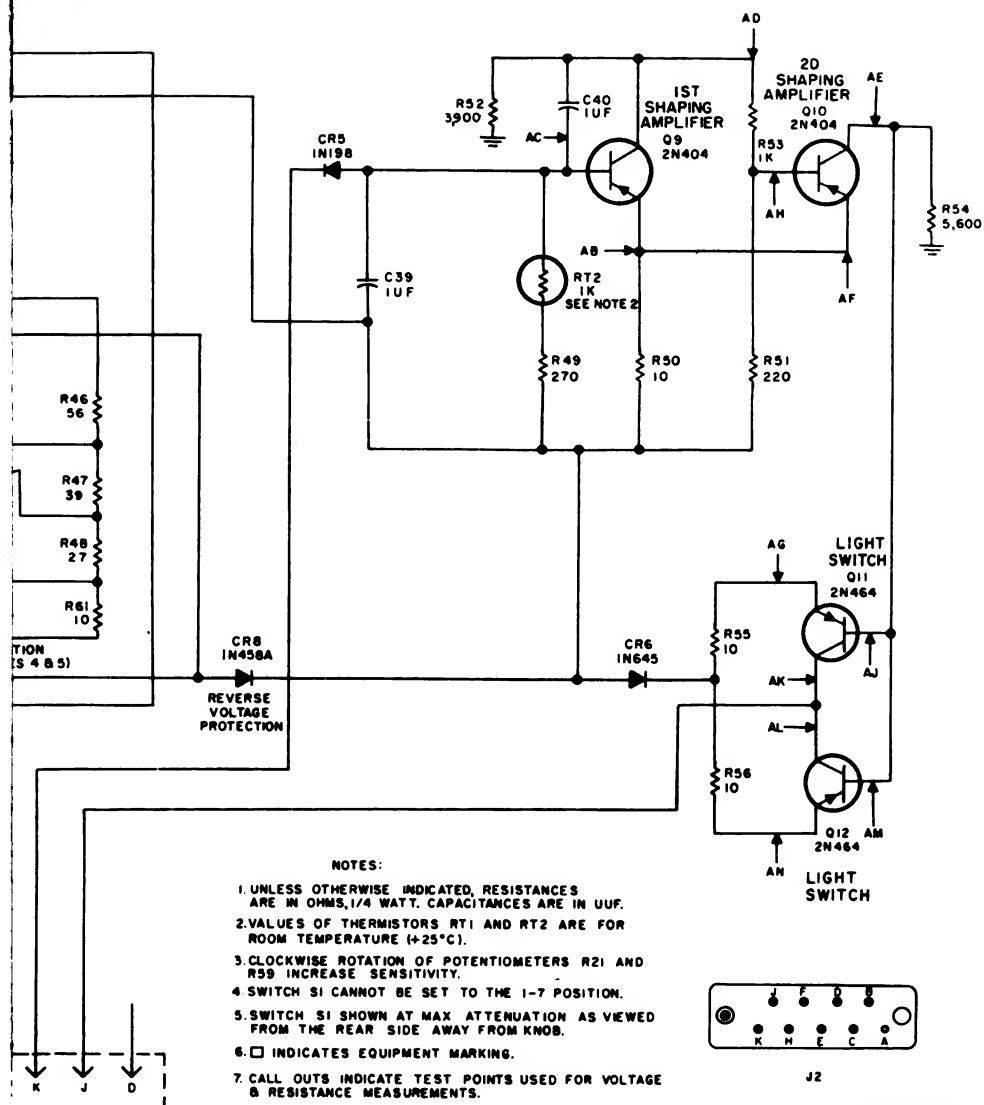 AD
2D
SHAPING
AMPLIFIER
Q10
2N404
AE
R52
3,900
C40
1UF
1ST
SHAPING
AMPLIFIER
Q9
2N404
AC
CR5
1N198
R53
1K
AH
R54
5,600
AB
AF
C39
1UF
RT2
1K
SEE NOTE 2
R49
270
R50
10
R51
220
R46
56
R47
39
R48
27
R61
10
TION
S 4 & 5)
CR8
1N458A
REVERSE
VOLTAGE
PROTECTION
CR6
1N645
AG
LIGHT
SWITCH
Q11
2N464
R55
10
AK
AJ
AL
R56
10
Q12
2N464
AM
AN
LIGHT
SWITCH
NOTES:
1. UNLESS OTHERWISE INDICATED, RESISTANCES
ARE IN OHMS, 1/4 WATT. CAPACITANCES ARE IN UUF.
2. VALUES OF THERMISTORS RT1 AND RT2 ARE FOR
ROOM TEMPERATURE (+25°C).
3. CLOCKWISE ROTATION OF POTENTIOMETERS R21 AND
R59 INCREASE SENSITIVITY.
4. SWITCH S1 CANNOT BE SET TO THE 1-7 POSITION.
5. SWITCH S1 SHOWN AT MAX ATTENUATION AS VIEWED
FROM THE REAR SIDE AWAY FROM KNOB.
6. □ INDICATES EQUIPMENT MARKING.
7. CALL OUTS INDICATE TEST POINTS USED FOR VOLTAGE
& RESISTANCE MEASUREMENTS.
K J D
J F D B
K H E C A
J2